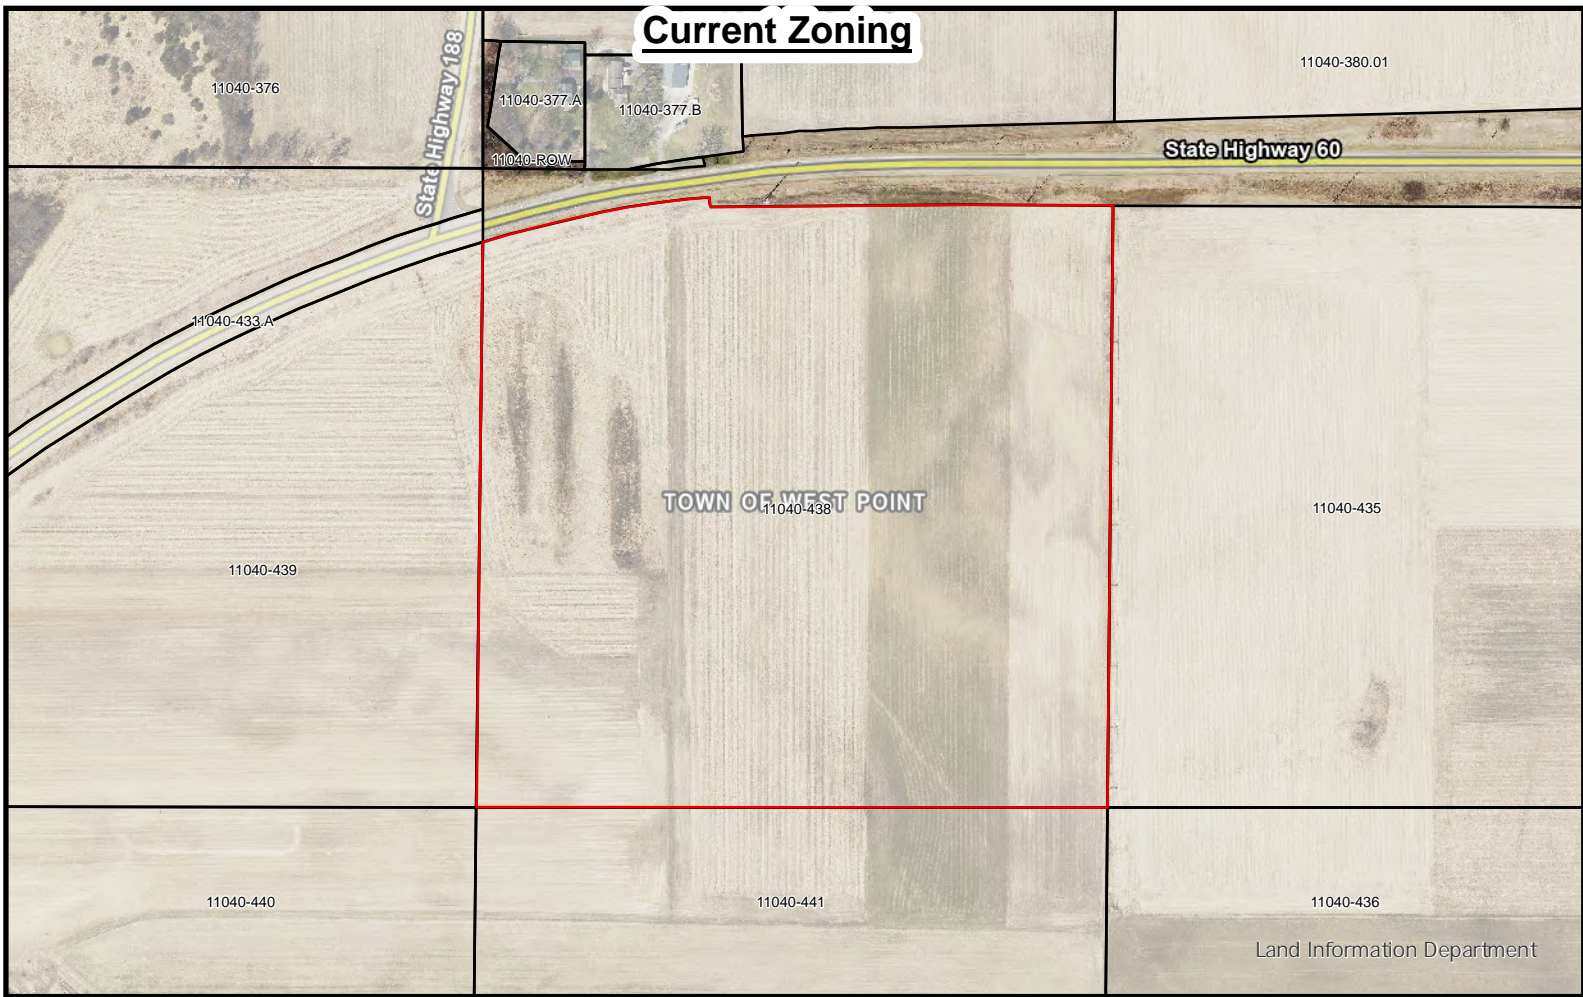 Current Zoning
11040-380.01
11040-376
State Highway 188
11040-377.A
11040-377.B
State Highway 60
11040-ROW
11040-433.A
TOWN OF WEST POINT
11040-438
11040-435
11040-439
11040-440
11040-441
11040-436
Land Information Department